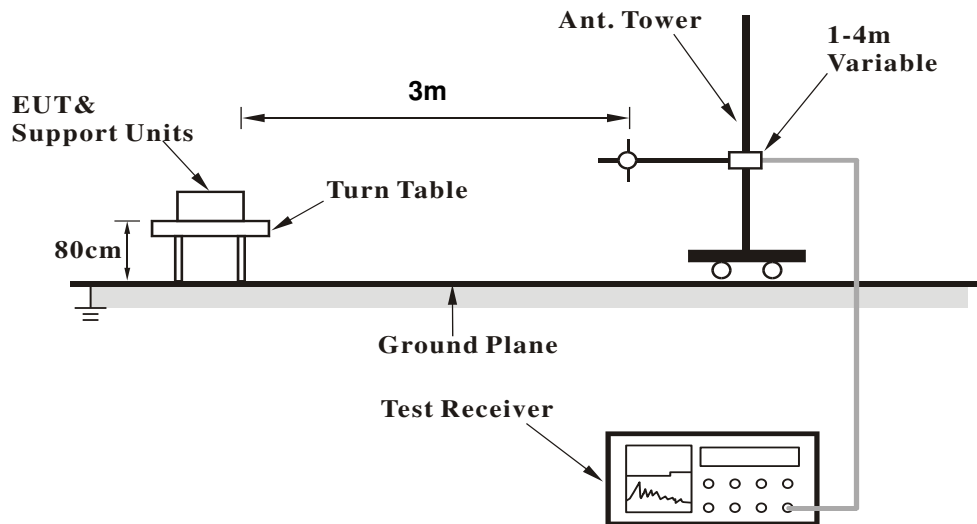 Ant. Tower
1-4m
Variable
3m
EUT&
Support Units
Turn Table
80cm
Ground Plane
Test Receiver